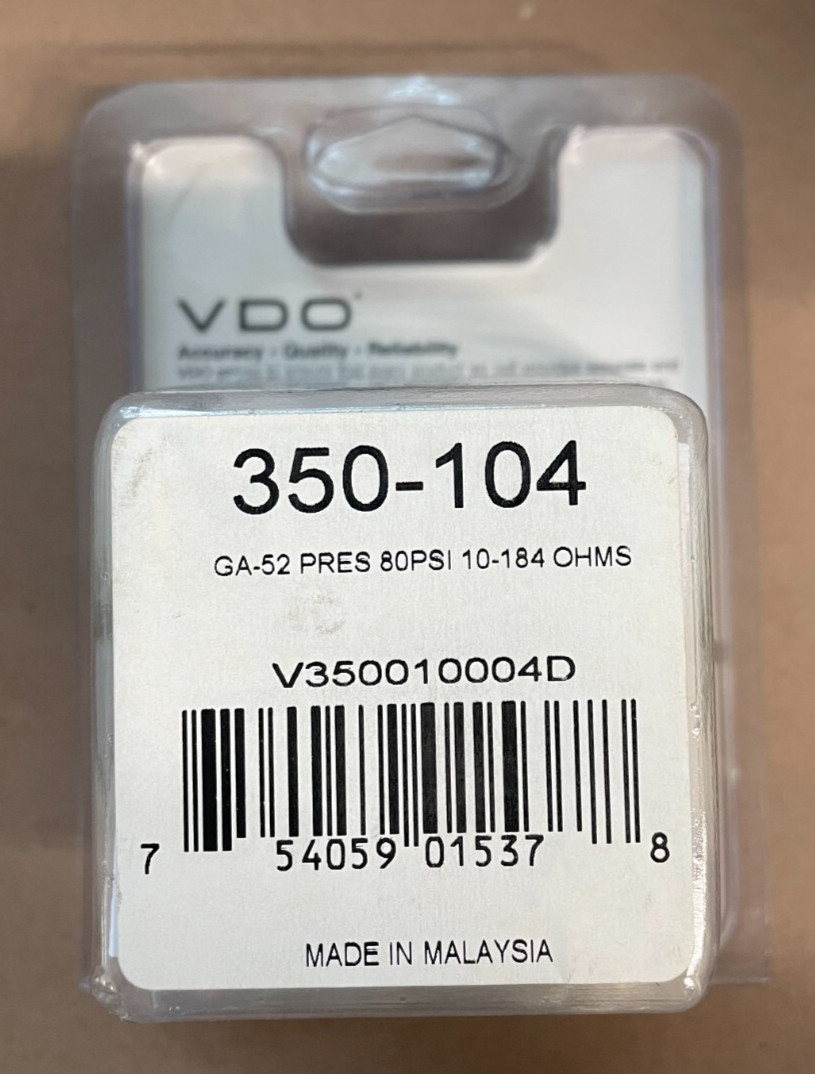 VDO
Accuracy - Quality - Reliability
350-104
GA-52 PRES 80PSI 10-184 OHMS
V350010004D
7 54059 01537 8
MADE IN MALAYSIA